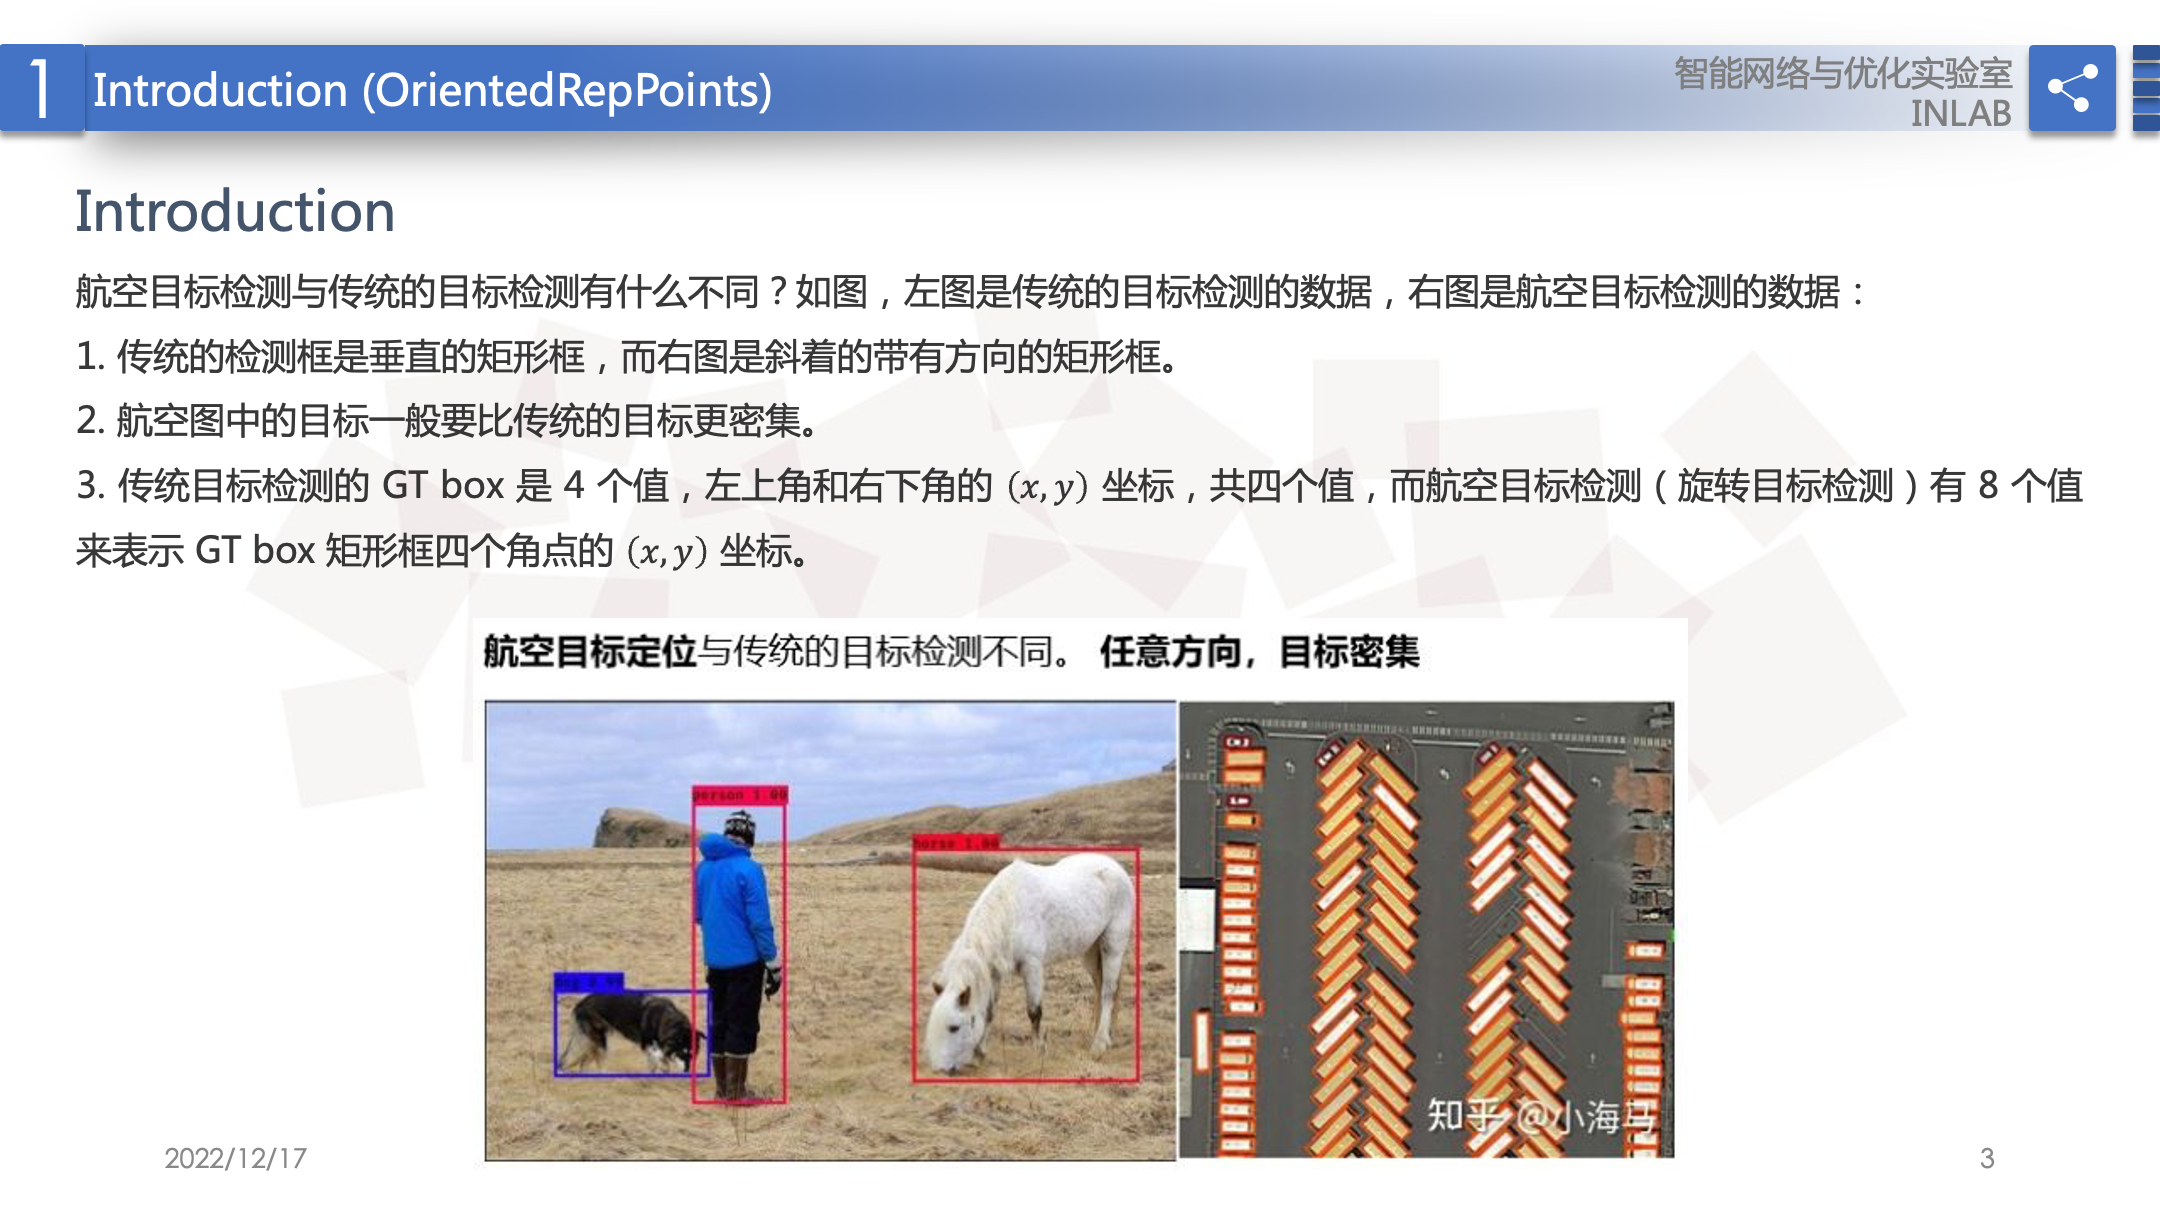 1 Introduction (OrientedRepPoints)
智能网络与优化实验室
INLAB
Introduction
航空目标检测与传统的目标检测有什么不同？如图，左图是传统的目标检测的数据，右图是航空目标检测的数据：
1. 传统的检测框是垂直的矩形框，而右图是斜着的带有方向的矩形框。
2. 航空图中的目标一般要比传统的目标更密集。
3. 传统目标检测的 GT box 是 4 个值，左上角和右下角的 (x, y) 坐标，共四个值，而航空目标检测（旋转目标检测）有 8 个值
来表示 GT box 矩形框四个角点的 (x, y) 坐标。
航空目标定位与传统的目标检测不同。 任意方向，目标密集
person 1.00
horse 1.00
知乎 @小海马
2022/12/17
3